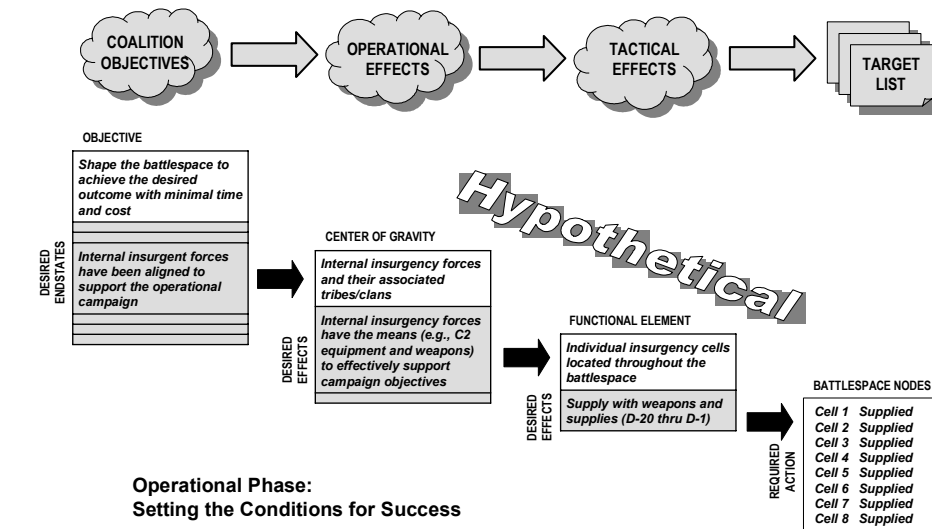 COALITION
OBJECTIVES
OPERATIONAL
EFFECTS
TACTICAL
EFFECTS
TARGET
LIST
OBJECTIVE
Shape the battlespace to
achieve the desired
outcome with minimal time
and cost
DESIRED
ENDSTATES
Internal insurgent forces
have been aligned to
support the operational
campaign
Hypothetical
CENTER OF GRAVITY
Internal insurgency forces
and their associated
tribes/clans
DESIRED
EFFECTS
Internal insurgency forces
have the means (e.g., C2
equipment and weapons)
to effectively support
campaign objectives
FUNCTIONAL ELEMENT
Individual insurgency cells
located throughout the
battlespace
DESIRED
EFFECTS
Supply with weapons and
supplies (D-20 thru D-1)
BATTLESPACE NODES
REQUIRED
ACTION
Cell 1 Supplied
Cell 2 Supplied
Cell 3 Supplied
Cell 4 Supplied
Cell 5 Supplied
Cell 6 Supplied
Cell 7 Supplied
Cell 8 Supplied
Operational Phase:
Setting the Conditions for Success